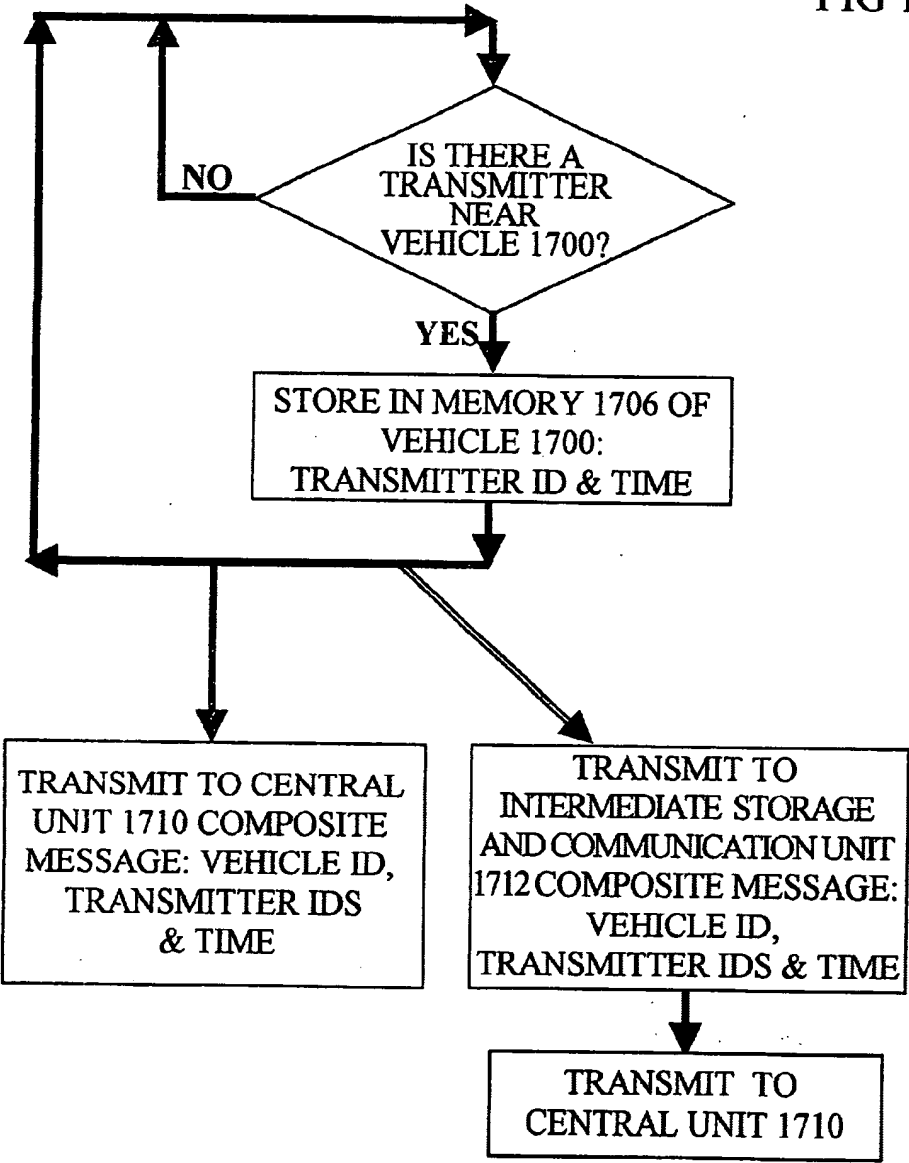 FIG 1
IS THERE A
TRANSMITTER
NEAR
VEHICLE 1700?
NO
YES
STORE IN MEMORY 1706 OF
VEHICLE 1700:
TRANSMITTER ID & TIME
TRANSMIT TO CENTRAL
UNIT 1710 COMPOSITE
MESSAGE: VEHICLE ID,
TRANSMITTER IDS
& TIME
TRANSMIT TO
INTERMEDIATE STORAGE
AND COMMUNICATION UNIT
1712 COMPOSITE MESSAGE:
VEHICLE ID,
TRANSMITTER IDS & TIME
TRANSMIT TO
CENTRAL UNIT 1710